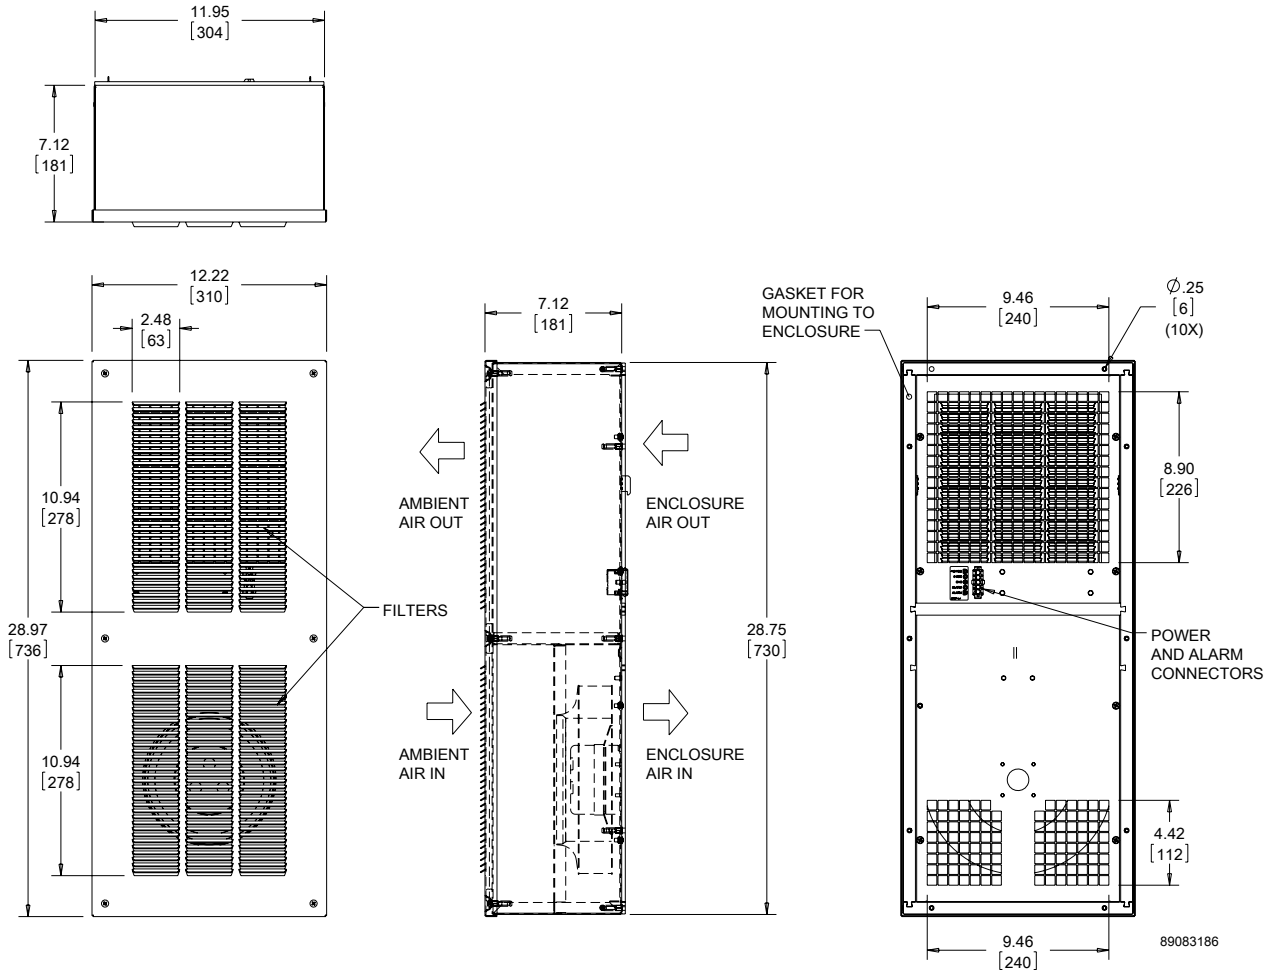 11.95
[304]
7.12
[181]
12.22
[310]
2.48
[63]
10.94
[278]
28.97
[736]
10.94
[278]
FILTERS
7.12
[181]
AMBIENT
AIR OUT
ENCLOSURE
AIR OUT
28.75
[730]
AMBIENT
AIR IN
ENCLOSURE
AIR IN
GASKET FOR
MOUNTING TO
ENCLOSURE
9.46
[240]
Ø.25
[6]
(10X)
8.90
[226]
POWER
AND ALARM
CONNECTORS
4.42
[112]
9.46
[240]
89083186